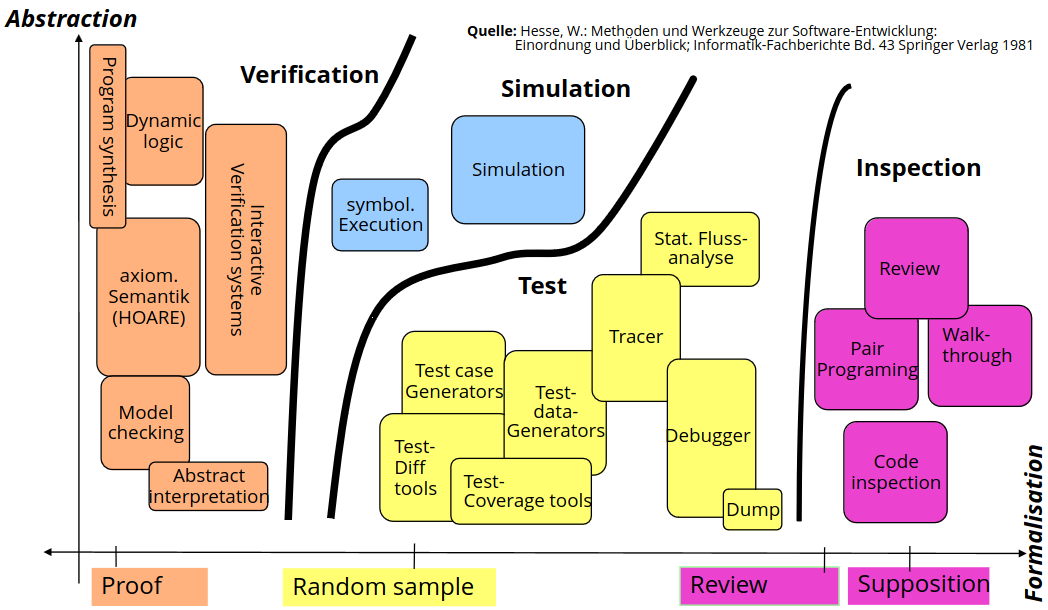 Abstraction
Quelle: Hesse, W.: Methoden und Werkzeuge zur Software-Entwicklung:
Einordnung und Überblick; Informatik-Fachberichte Bd. 43 Springer Verlag 1981
Verification
Simulation
Inspection
Test
Program synthesis
Dynamic
logic
Interactive
Verification systems
axiom.
Semantik
(HOARE)
Model
checking
Abstract
interpretation
symbol.
Execution
Simulation
Stat. Fluss-
analyse
Tracer
Test case
Generators
Test-
data-
Generators
Test-
Diff
tools
Test-
Coverage tools
Debugger
Dump
Review
Pair
Programing
Walk-
through
Code
inspection
Formalisation
Proof
Random sample
Review
Supposition